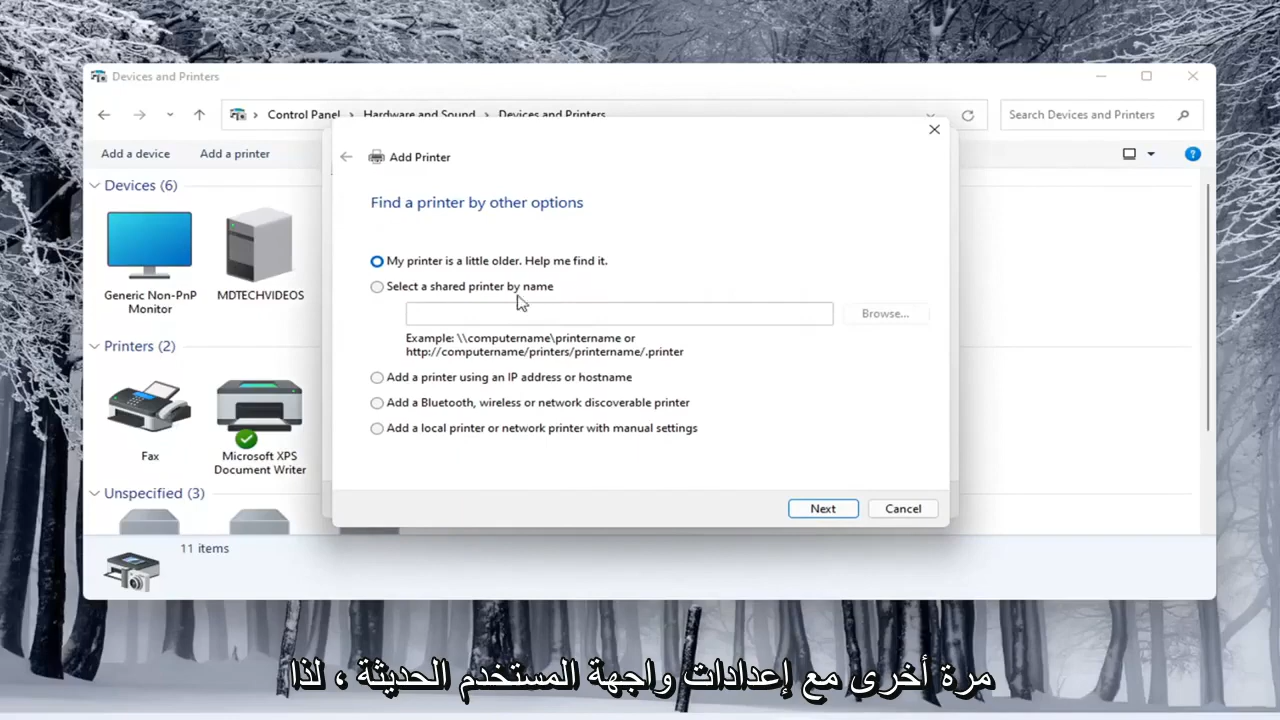 Devices and Printers
Control Panel
Hardware and Sound
Devices and Printers
Search Devices and Printers
Add a device
Add a printer
Devices (6)
Generic Non-PnP
Monitor
MDTECHVIDEOS
Printers (2)
Fax
Microsoft XPS
Document Writer
Unspecified (3)
11 items
Add Printer
Find a printer by other options
My printer is a little older. Help me find it.
Select a shared printer by name
Browse...
Example: \\computername\printername or
http://computername/printers/printername/.printer
Add a printer using an IP address or hostname
Add a Bluetooth, wireless or network discoverable printer
Add a local printer or network printer with manual settings
Next
Cancel
مرة أخرى مع إعدادات واجهة المستخدم الحديثة ، لذا